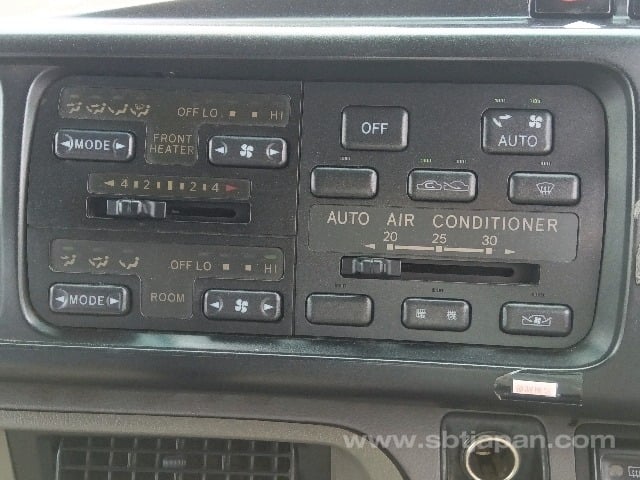 OFF LO HI
MODE
FRONT
HEATER
4 2 2 4
OFF LO HI
MODE
ROOM
OFF
AUTO
AUTO AIR CONDITIONER
20 25 30
暖 機
www.sbtjapan.com